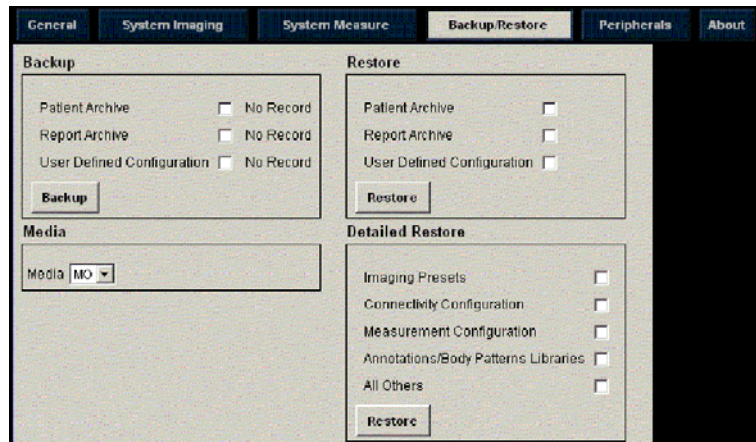 General System Imaging System Measure Backup/Restore Peripherals About
Backup
Patient Archive No Record
Report Archive No Record
User Defined Configuration No Record
Backup
Media
Media MO
Restore
Patient Archive
Report Archive
User Defined Configuration
Restore
Detailed Restore
Imaging Presets
Connectivity Configuration
Measurement Configuration
Annotations/Body Patterns Libraries
All Others
Restore